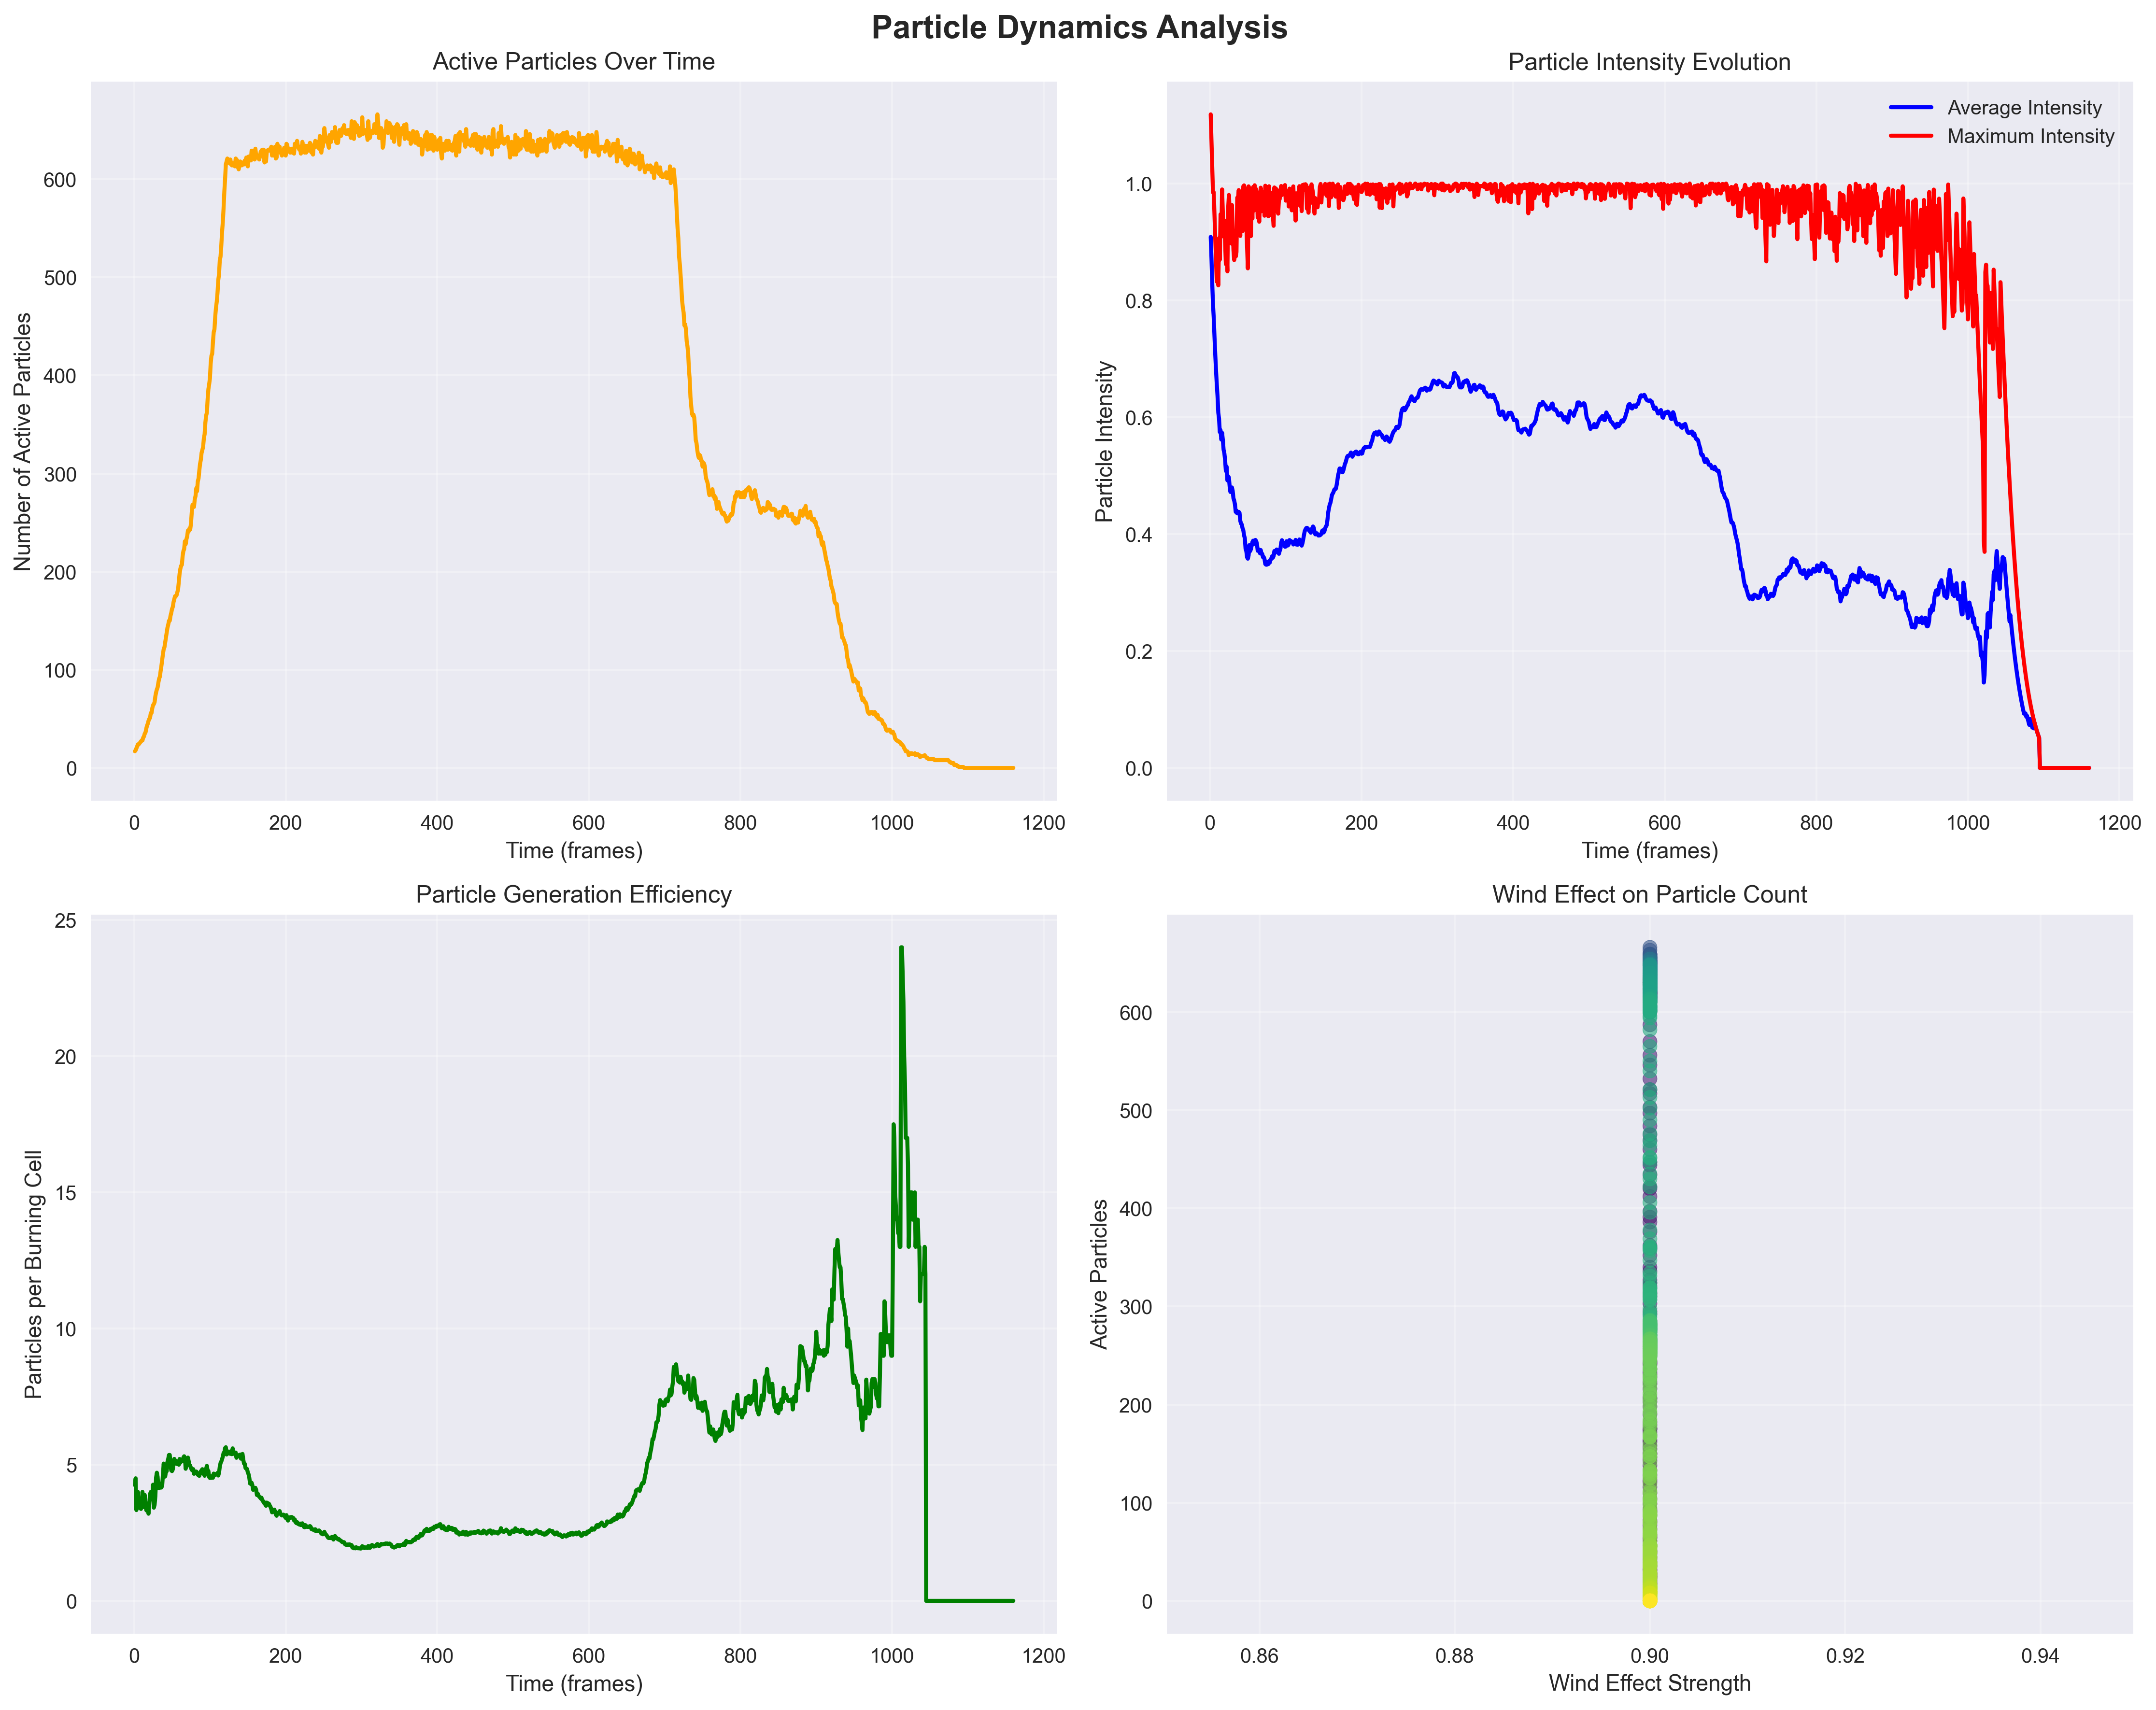 Particle Dynamics Analysis
Active Particles Over Time
Number of Active Particles
600
500
400
300
200
100
0
0 200 400 600 800 1000 1200
Time (frames)
Particle Intensity Evolution
Average Intensity
Maximum Intensity
Particle Intensity
1.0
0.8
0.6
0.4
0.2
0.0
0 200 400 600 800 1000 1200
Time (frames)
Particle Generation Efficiency
Particles per Burning Cell
25
20
15
10
5
0
0 200 400 600 800 1000 1200
Time (frames)
Wind Effect on Particle Count
Active Particles
600
500
400
300
200
100
0
0.86 0.88 0.90 0.92 0.94
Wind Effect Strength